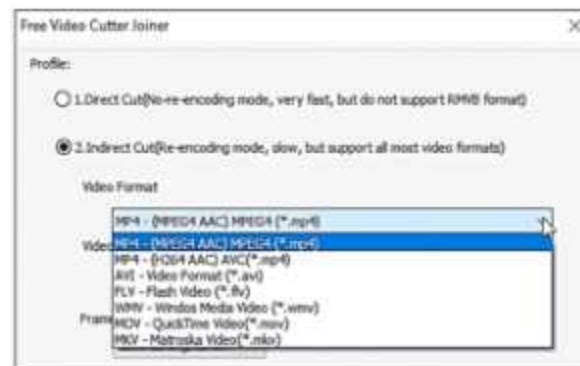 Free Video Cutter Joiner
Profile:
1.Direct Cut(No-re-encoding mode, very fast, but do not support RMVB format)
2.Indirect Cut(Re-encoding mode, slow, but support all most video formats)
Video Format
MP4 - (MPEG4 AAC) MPEG4 (*.mp4)
Video
MP4 - (MPEG4 AAC) MPEG4 (*.mp4)
MP4 - (H264 AAC) AVC(*.mp4)
AVI - Video Format (*.avi)
FLV - Flash Video (*.flv)
WMV - Windos Media Video (*.wmv)
Frame
MOV - QuickTime Video(*.mov)
MKV - Matroska Video(*.mkv)